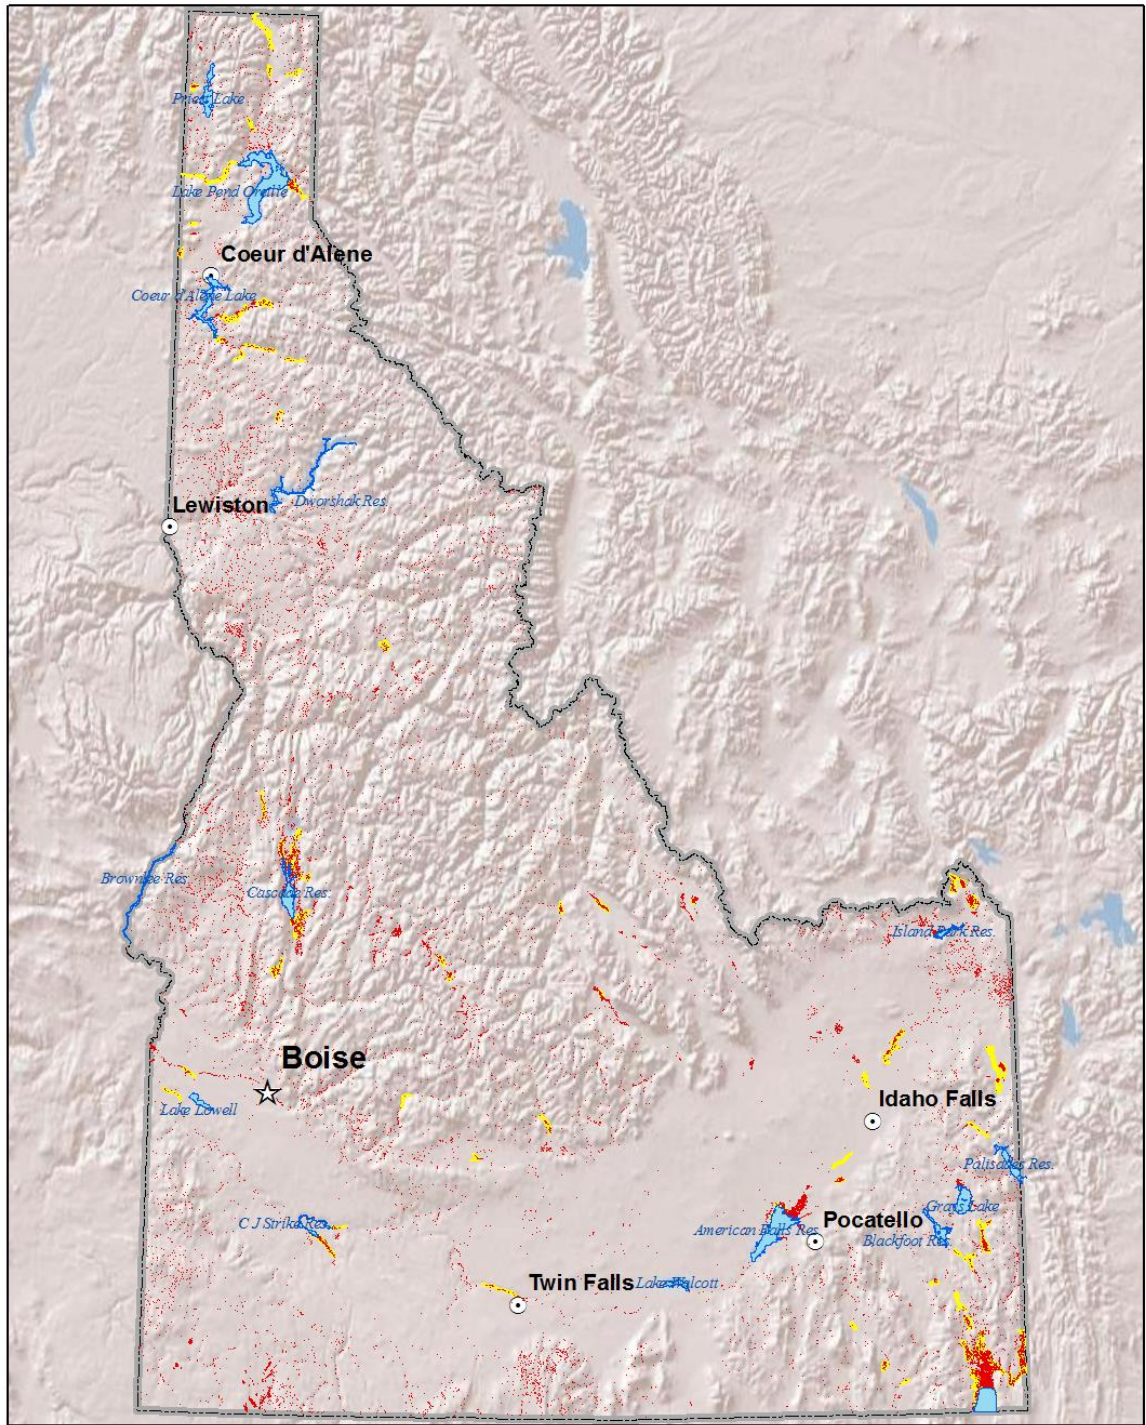 Priest Lake
Lake Pend Oreille
Coeur d'Alene
Coeur d'Alene Lake
Lewiston
Dworshak Res.
Brownlee Res.
Cascade Res.
Island Park Res.
Boise
Lake Lowell
Idaho Falls
Palisades Res.
Grays Lake
C J Strike Res.
American Falls Res.
Pocatello
Blackfoot Res.
Twin Falls
Lake Walcott